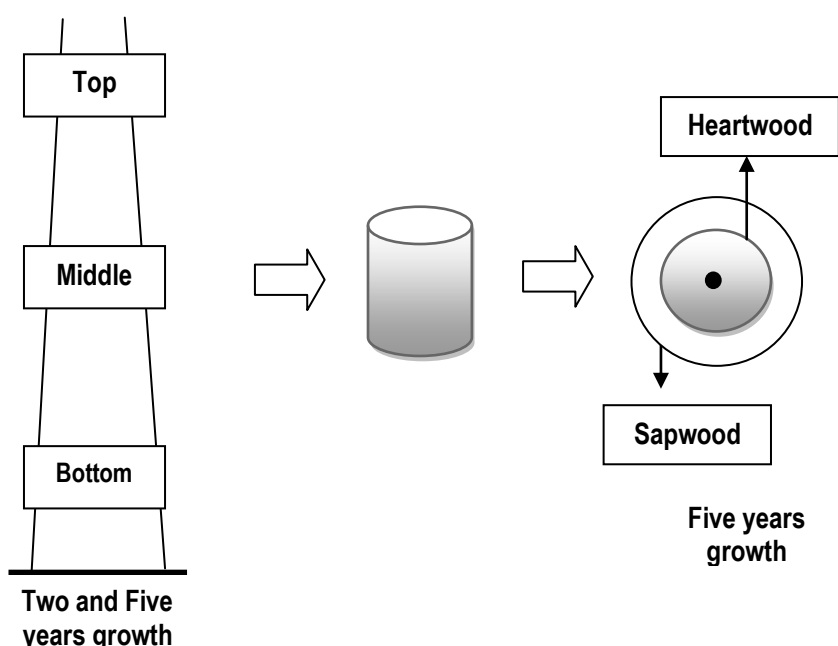 Top
Middle
Bottom
Two and Five
years growth
Heartwood
Sapwood
Five years
growth